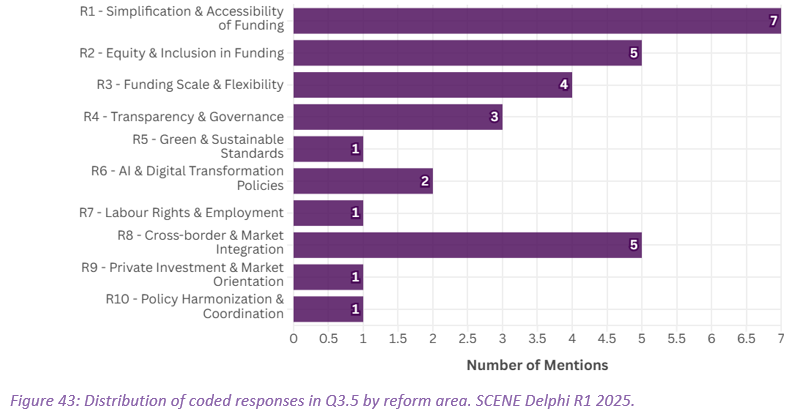 R1 - Simplification & Accessibility
of Funding
7
R2 - Equity & Inclusion in Funding
5
R3 - Funding Scale & Flexibility
4
R4 - Transparency & Governance
3
R5 - Green & Sustainable
Standards
1
R6 - AI & Digital Transformation
Policies
2
R7 - Labour Rights & Employment
1
R8 - Cross-border & Market
Integration
5
R9 - Private Investment & Market
Orientation
1
R10 - Policy Harmonization &
Coordination
1
0 0.5 1 1.5 2 2.5 3 3.5 4 4.5 5 5.5 6 6.5 7
Number of Mentions
Figure 43: Distribution of coded responses in Q3.5 by reform area. SCENE Delphi R1 2025.